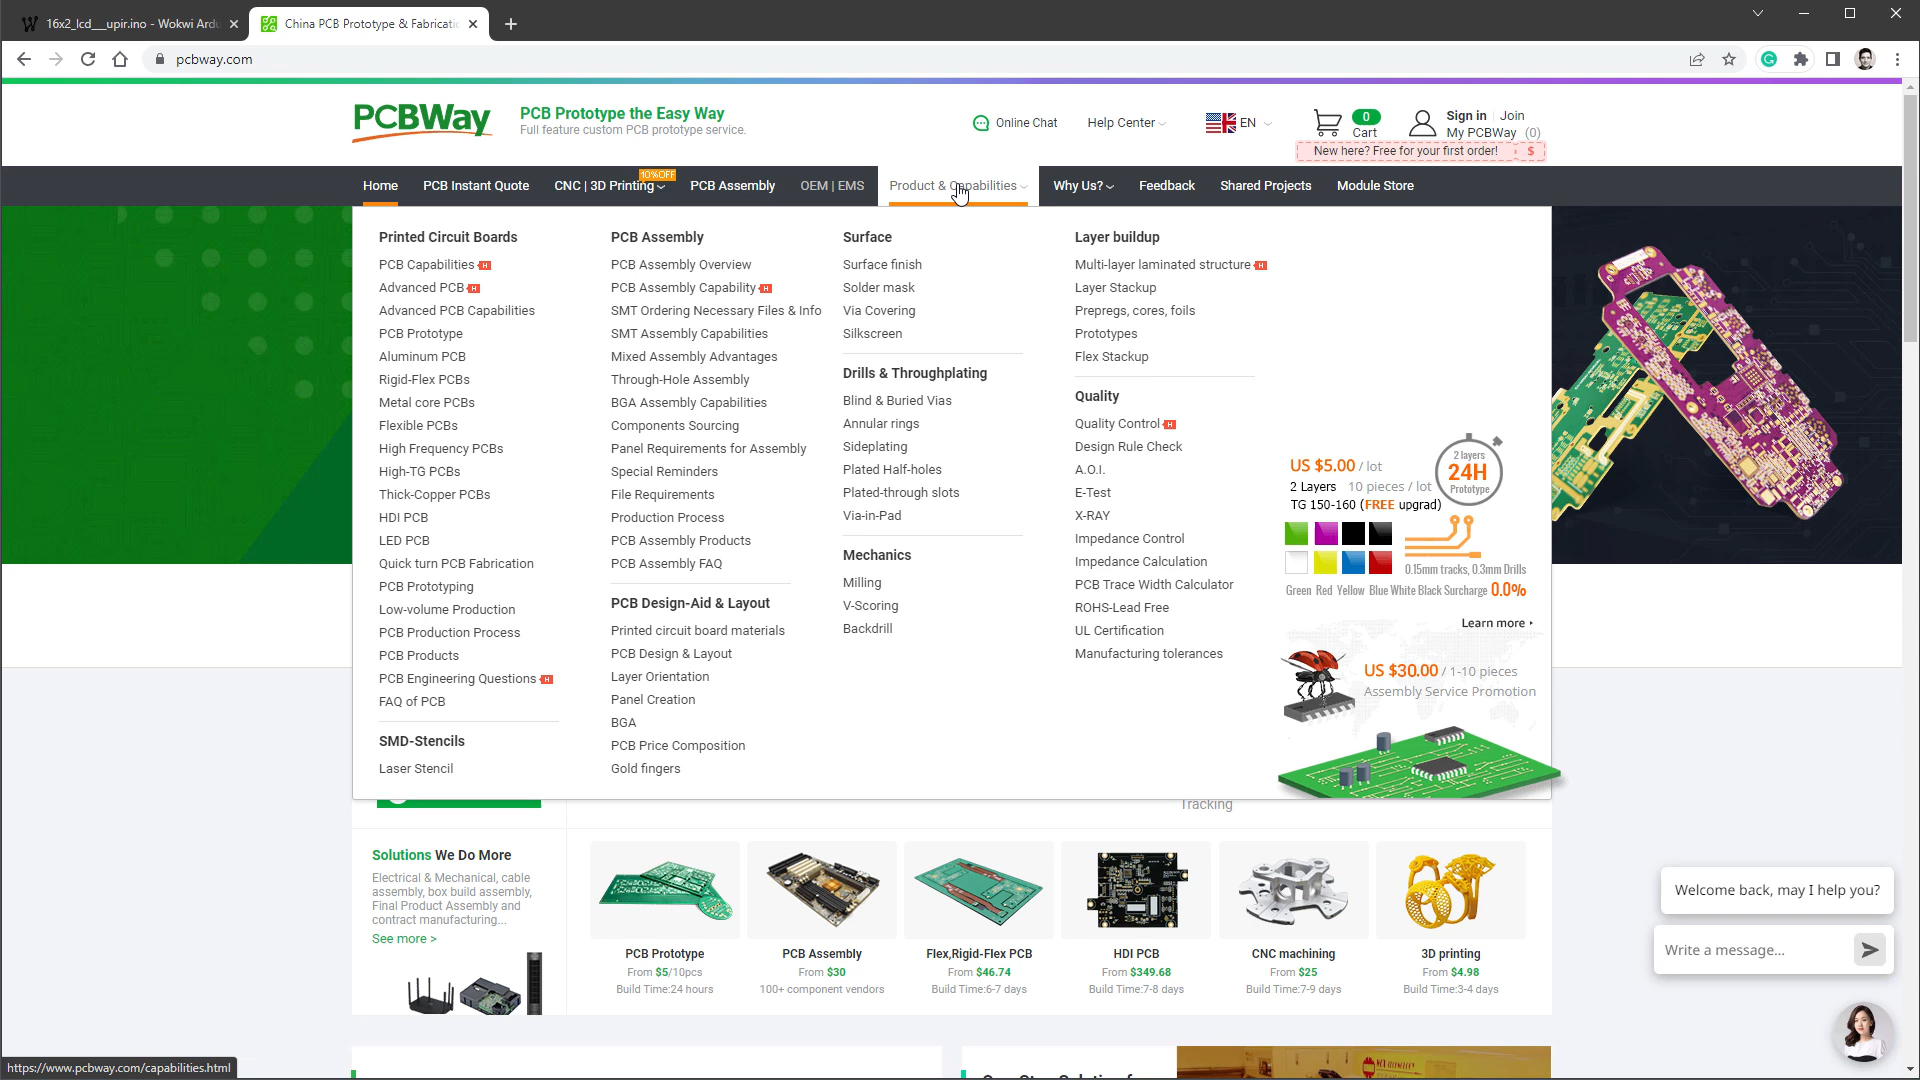 16x2_lcd___upir.ino - Wokwi Ardu
China PCB Prototype & Fabricatio
pcbway.com
PCBWay
PCB Prototype the Easy Way
Full feature custom PCB prototype service.
Online Chat
Help Center
EN
0
Cart
Sign in
Join
My PCBWay (0)
New here? Free for your first order!
$
Home
PCB Instant Quote
CNC | 3D Printing
10%OFF
PCB Assembly
OEM | EMS
Product & Capabilities
Why Us?
Feedback
Shared Projects
Module Store
Printed Circuit Boards
PCB Capabilities H
Advanced PCB H
Advanced PCB Capabilities
PCB Prototype
Aluminum PCB
Rigid-Flex PCBs
Metal core PCBs
Flexible PCBs
High Frequency PCBs
High-TG PCBs
Thick-Copper PCBs
HDI PCB
LED PCB
Quick turn PCB Fabrication
PCB Prototyping
Low-volume Production
PCB Production Process
PCB Products
PCB Engineering Questions H
FAQ of PCB
SMD-Stencils
Laser Stencil
PCB Assembly
PCB Assembly Overview
PCB Assembly Capability H
SMT Ordering Necessary Files & Info
SMT Assembly Capabilities
Mixed Assembly Advantages
Through-Hole Assembly
BGA Assembly Capabilities
Components Sourcing
Panel Requirements for Assembly
Special Reminders
File Requirements
Production Process
PCB Assembly Products
PCB Assembly FAQ
PCB Design-Aid & Layout
Printed circuit board materials
PCB Design & Layout
Layer Orientation
Panel Creation
BGA
PCB Price Composition
Gold fingers
Surface
Surface finish
Solder mask
Via Covering
Silkscreen
Drills & Throughplating
Blind & Buried Vias
Annular rings
Sideplating
Plated Half-holes
Plated-through slots
Via-in-Pad
Mechanics
Milling
V-Scoring
Backdrill
Layer buildup
Multi-layer laminated structure H
Layer Stackup
Prepregs, cores, foils
Prototypes
Flex Stackup
Quality
Quality Control H
Design Rule Check
A.O.I.
E-Test
X-RAY
Impedance Control
Impedance Calculation
PCB Trace Width Calculator
ROHS-Lead Free
UL Certification
Manufacturing tolerances
US $5.00 / lot
2 Layers 10 pieces / lot
TG 150-160 (FREE upgrad)
2 layers
24H
Prototype
0.15mm tracks, 0.3mm Drills
Green Red Yellow Blue White Black Surcharge 0.0%
Learn more
US $30.00 / 1-10 pieces
Assembly Service Promotion
Tracking
Solutions We Do More
Electrical & Mechanical, cable
assembly, box build assembly,
Final Product Assembly and
contract manufacturing...
See more >
PCB Prototype
From $5/10pcs
Build Time:24 hours
PCB Assembly
From $30
100+ component vendors
Flex,Rigid-Flex PCB
From $46.74
Build Time:6-7 days
HDI PCB
From $349.68
Build Time:7-8 days
CNC machining
From $25
Build Time:7-9 days
3D printing
From $4.98
Build Time:3-4 days
Welcome back, may I help you?
Write a message...
https://www.pcbway.com/capabilities.html